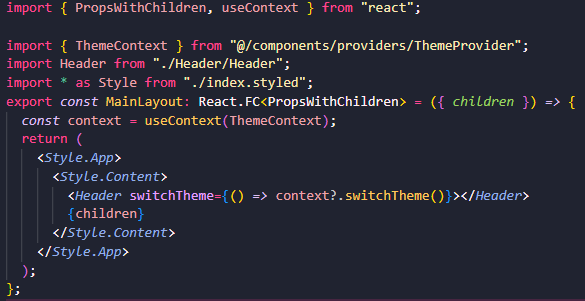 import { PropsWithChildren, useContext } from "react";
import { ThemeContext } from "@/components/providers/ThemeProvider";
import Header from "./Header/Header";
import * as Style from "./index.styled";
export const MainLayout: React.FC<PropsWithChildren> = ({ children }) => {
  const context = useContext(ThemeContext);
  return (
    <Style.App>
      <Style.Content>
        <Header switchTheme={() => context?.switchTheme()}></Header>
        {children}
      </Style.Content>
    </Style.App>
  );
};